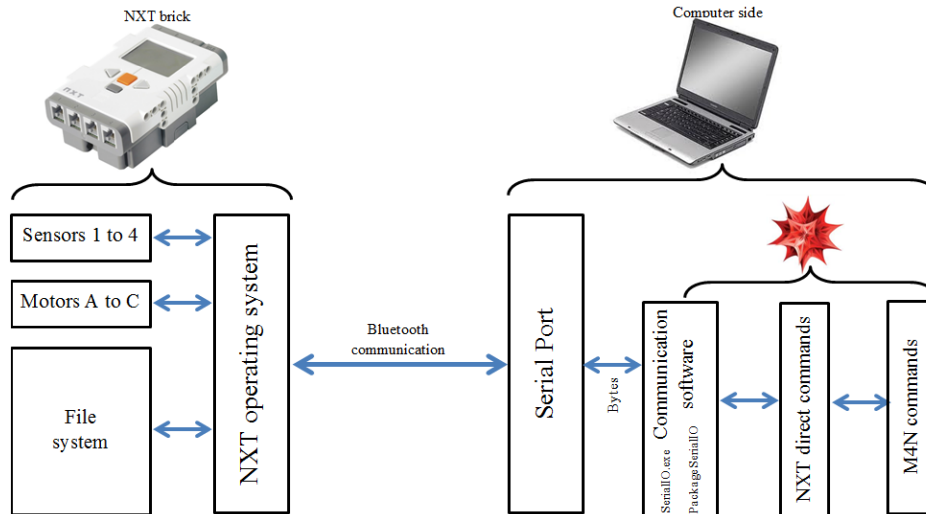 NXT brick
Computer side
nxt
Sensors 1 to 4
Motors A to C
File
system
NXT operating system
Bluetooth
communication
Serial Port
Bytes
Communication
software
SerialIO.exe
PackageSerialIO
NXT direct commands
M4N commands